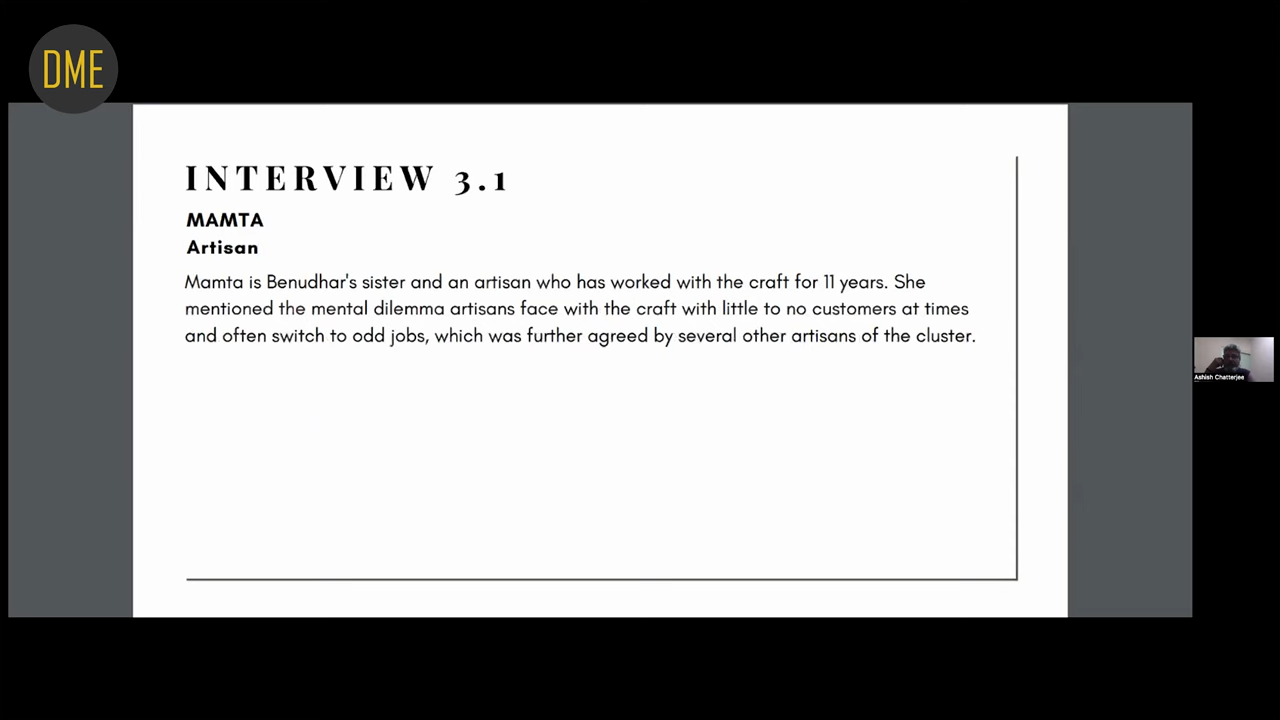 DME
INTERVIEW 3.1
MAMTA
Artisan
Mamta is Benudhar's sister and an artisan who has worked with the craft for 11 years. She
mentioned the mental dilemma artisans face with the craft with little to no customers at times
and often switch to odd jobs, which was further agreed by several other artisans of the cluster.
Ashish Chatterjee